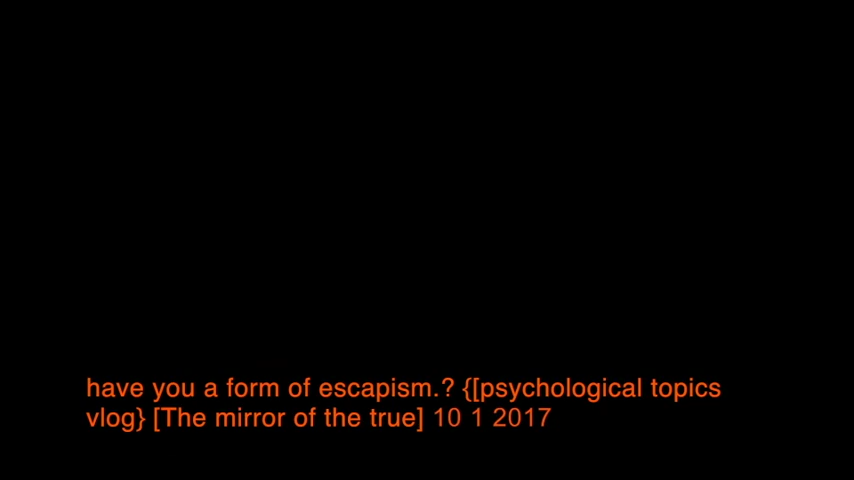 have you a form of escapism.? {[psychological topics
vlog} [The mirror of the true] 10 1 2017